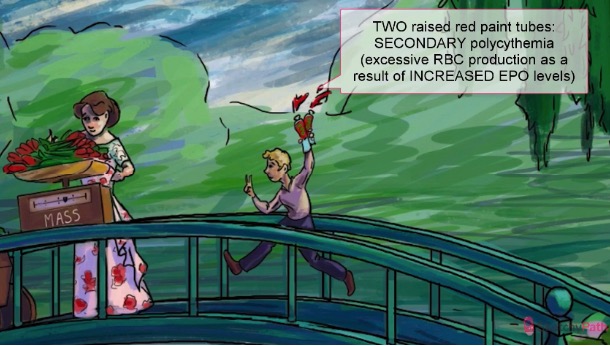 TWO raised red paint tubes:
SECONDARY polycythemia
(excessive RBC production as a
result of INCREASED EPO levels)
MASS